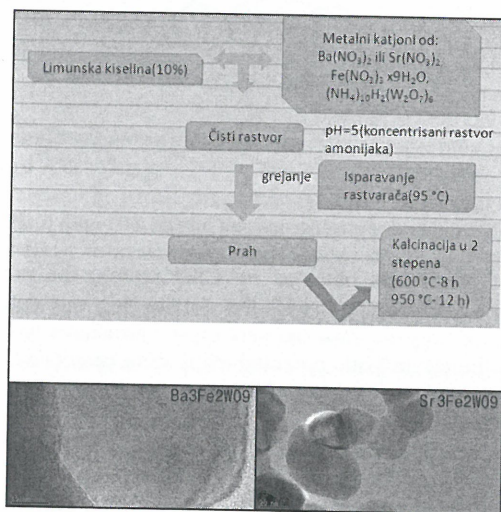 Limunska kiselina(10%)
Metalni katjoni od:
Ba(NO₃)₂ ili Sr(NO₃)₂,
Fe(NO₃)₃ x9H₂O,
(NH₄)₁₀H₂(W₂O₇)₆
Čisti rastvor
pH=5(koncentrisani rastvor
amonijaka)
grejanje
Isparavanje
rastvarača(95 °C)
Prah
Kalcinacija u 2
stepena
(600 °C-8 h
950 °C- 12 h)
Ba3Fe2WO9
Sr3Fe2WO9